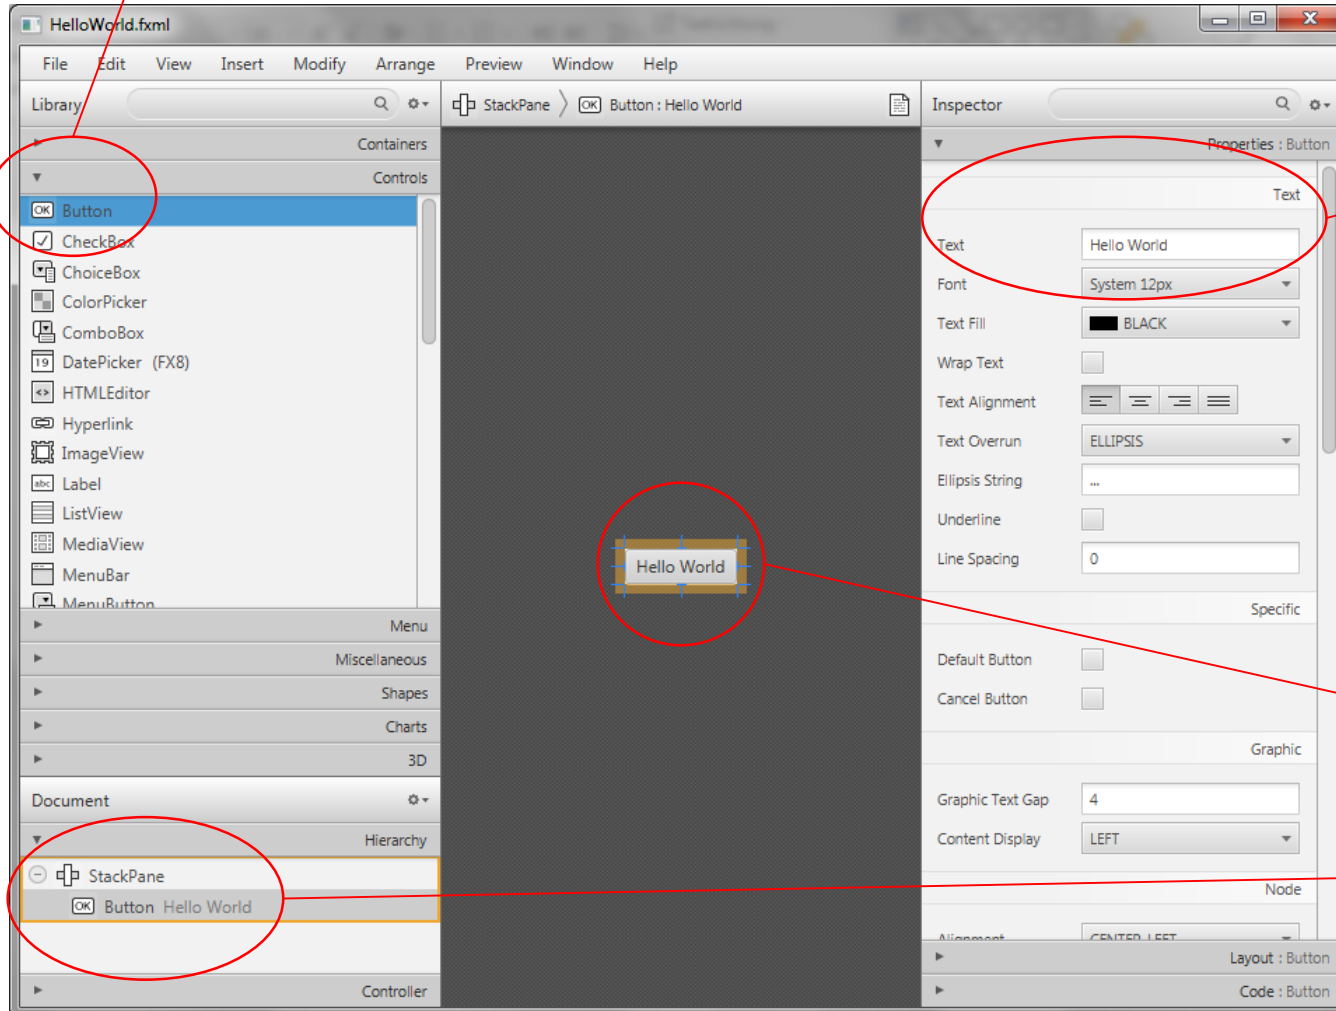 HelloWorld.fxml
File Edit View Insert Modify Arrange Preview Window Help
Library
StackPane Button : Hello World
Inspector
Containers
Controls
Button
CheckBox
ChoiceBox
ColorPicker
ComboBox
DatePicker (FX8)
HTMLEditor
Hyperlink
ImageView
Label
ListView
MediaView
MenuBar
MenuButton
Menu
Miscellaneous
Shapes
Charts
3D
Document
Hierarchy
StackPane
OK Button Hello World
Controller
Hello World
Properties : Button
Text
Text Hello World
Font System 12px
Text Fill BLACK
Wrap Text
Text Alignment
Text Overrun ELLIPSIS
Ellipsis String ...
Underline
Line Spacing 0
Specific
Default Button
Cancel Button
Graphic
Graphic Text Gap 4
Content Display LEFT
Node
Alignment CENTER_LEFT
Layout : Button
Code : Button